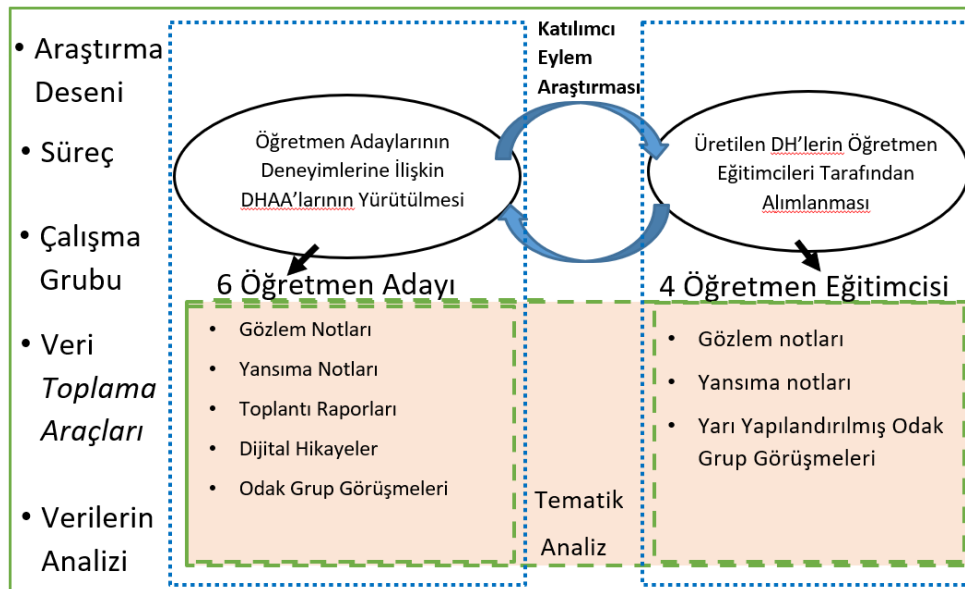 • Araştırma
Deseni
• Süreç
• Çalışma
Grubu
• Veri
Toplama
Araçları
• Verilerin
Analizi
Katılımcı
Eylem
Araştırması
Öğretmen Adaylarının
Deneyimlerine İlişkin
DHAA'larının Yürütülmesi
Üretilen DH'lerin Öğretmen
Eğitimcileri Tarafından
Alımlanması
6 Öğretmen Adayı
• Gözlem Notları
• Yansıma Notları
• Toplantı Raporları
• Dijital Hikayeler
• Odak Grup Görüşmeleri
4 Öğretmen Eğitimcisi
• Gözlem notları
• Yansıma notları
• Yarı Yapılandırılmış Odak
Grup Görüşmeleri
Tematik
Analiz